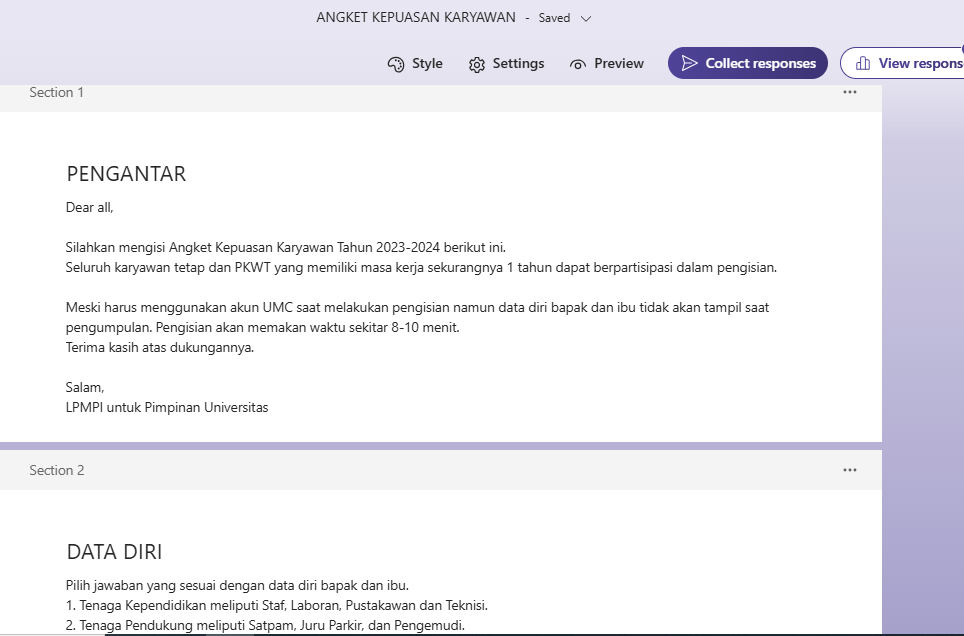 ANGKET KEPUASAN KARYAWAN - Saved
Style Settings Preview Collect responses View respons
Section 1
PENGANTAR
Dear all,
Silahkan mengisi Angket Kepuasan Karyawan Tahun 2023-2024 berikut ini.
Seluruh karyawan tetap dan PKWT yang memiliki masa kerja sekurangnya 1 tahun dapat berpartisipasi dalam pengisian.
Meski harus menggunakan akun UMC saat melakukan pengisian namun data diri bapak dan ibu tidak akan tampil saat
pengumpulan. Pengisian akan memakan waktu sekitar 8-10 menit.
Terima kasih atas dukungannya.
Salam,
LPMPI untuk Pimpinan Universitas
Section 2
DATA DIRI
Pilih jawaban yang sesuai dengan data diri bapak dan ibu.
1. Tenaga Kependidikan meliputi Staf, Laboran, Pustakawan dan Teknisi.
2. Tenaga Pendukung meliputi Satpam, Juru Parkir, dan Pengemudi.